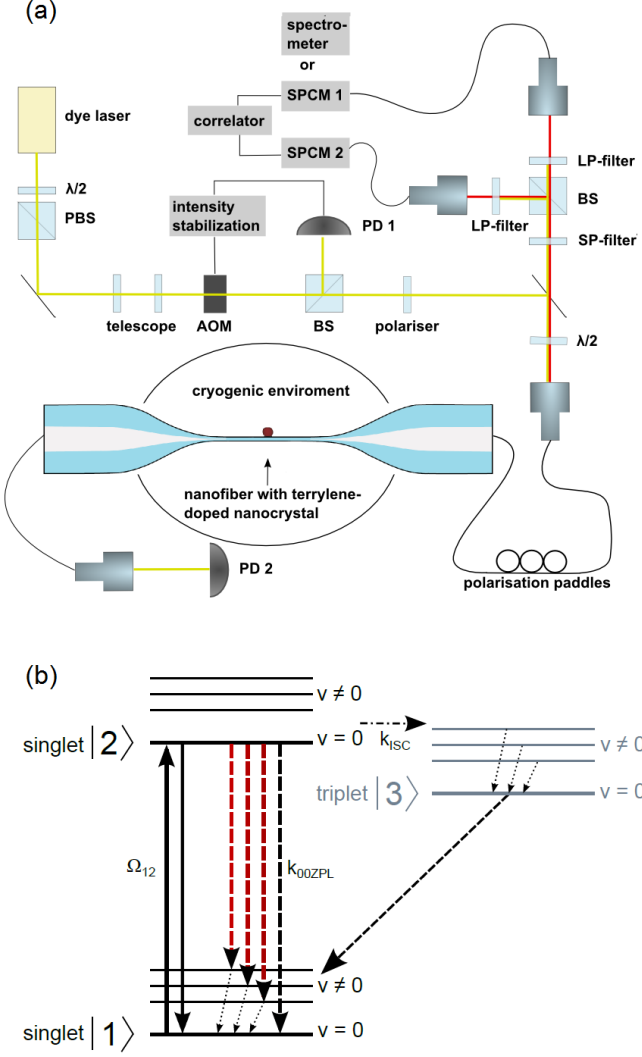 (a)
spectro-
meter
or
SPCM 1
correlator
SPCM 2
dye laser
λ/2
PBS
LP-filter
BS
LP-filter
SP-filter
intensity
stabilization
PD 1
telescope
AOM
BS
polariser
λ/2
cryogenic enviroment
nanofiber with terrylene-
doped nanocrystal
PD 2
polarisation paddles
(b)
v ≠ 0
singlet |2⟩
v = 0
k_ISC
v ≠ 0
triplet |3⟩
v = 0
Ω₁₂
k_00ZPL
v ≠ 0
singlet |1⟩
v = 0